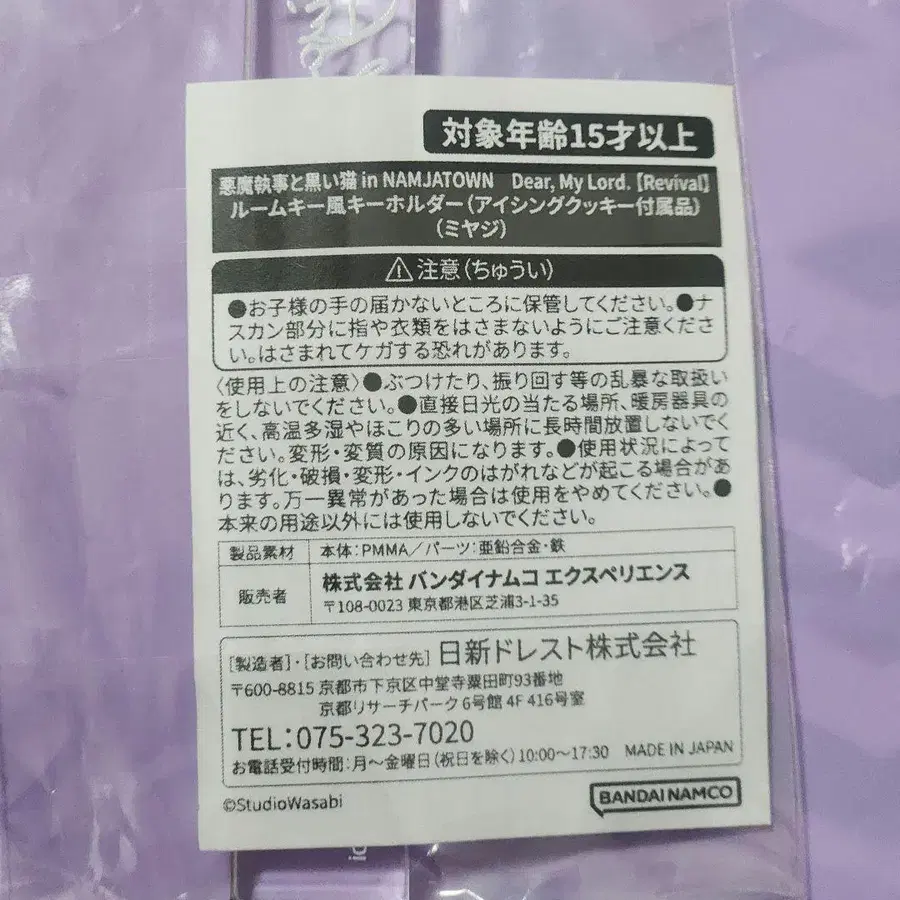 対象年齢15才以上
悪魔執事と黒い猫 in NAMJATOWN　Dear, My Lord.【Revival】
ルームキー風キーホルダー(アイシングクッキー付属品)
(ミヤジ)
⚠注意(ちゅうい)
●お子様の手の届かないところに保管してください。●ナ
スカン部分に指や衣類をはさまないようにご注意くださ
い。はさまれてケガする恐れがあります。
〈使用上の注意〉●ぶつけたり、振り回す等の乱暴な取扱い
をしないでください。●直接日光の当たる場所、暖房器具の
近く、高温多湿やほこりの多い場所に長時間放置しないでく
ださい。変形・変質の原因になります。●使用状況によって
は、劣化・破損・変形・インクのはがれなどが起こる場合があ
ります。万一異常があった場合は使用をやめてください。●
本来の用途以外には使用しないでください。
製品素材 本体:PMMA/パーツ:亜鉛合金・鉄
販売者 株式会社 バンダイナムコ エクスペリエンス
〒108-0023 東京都港区芝浦3-1-35
[製造者]・[お問い合わせ先] 日新ドレスト株式会社
〒600-8815 京都市下京区中堂寺粟田町93番地
京都リサーチパーク 6号館 4F 416号室
TEL:075-323-7020
お電話受付時間:月〜金曜日(祝日を除く)10:00〜17:30 MADE IN JAPAN
©StudioWasabi
BANDAI NAMCO